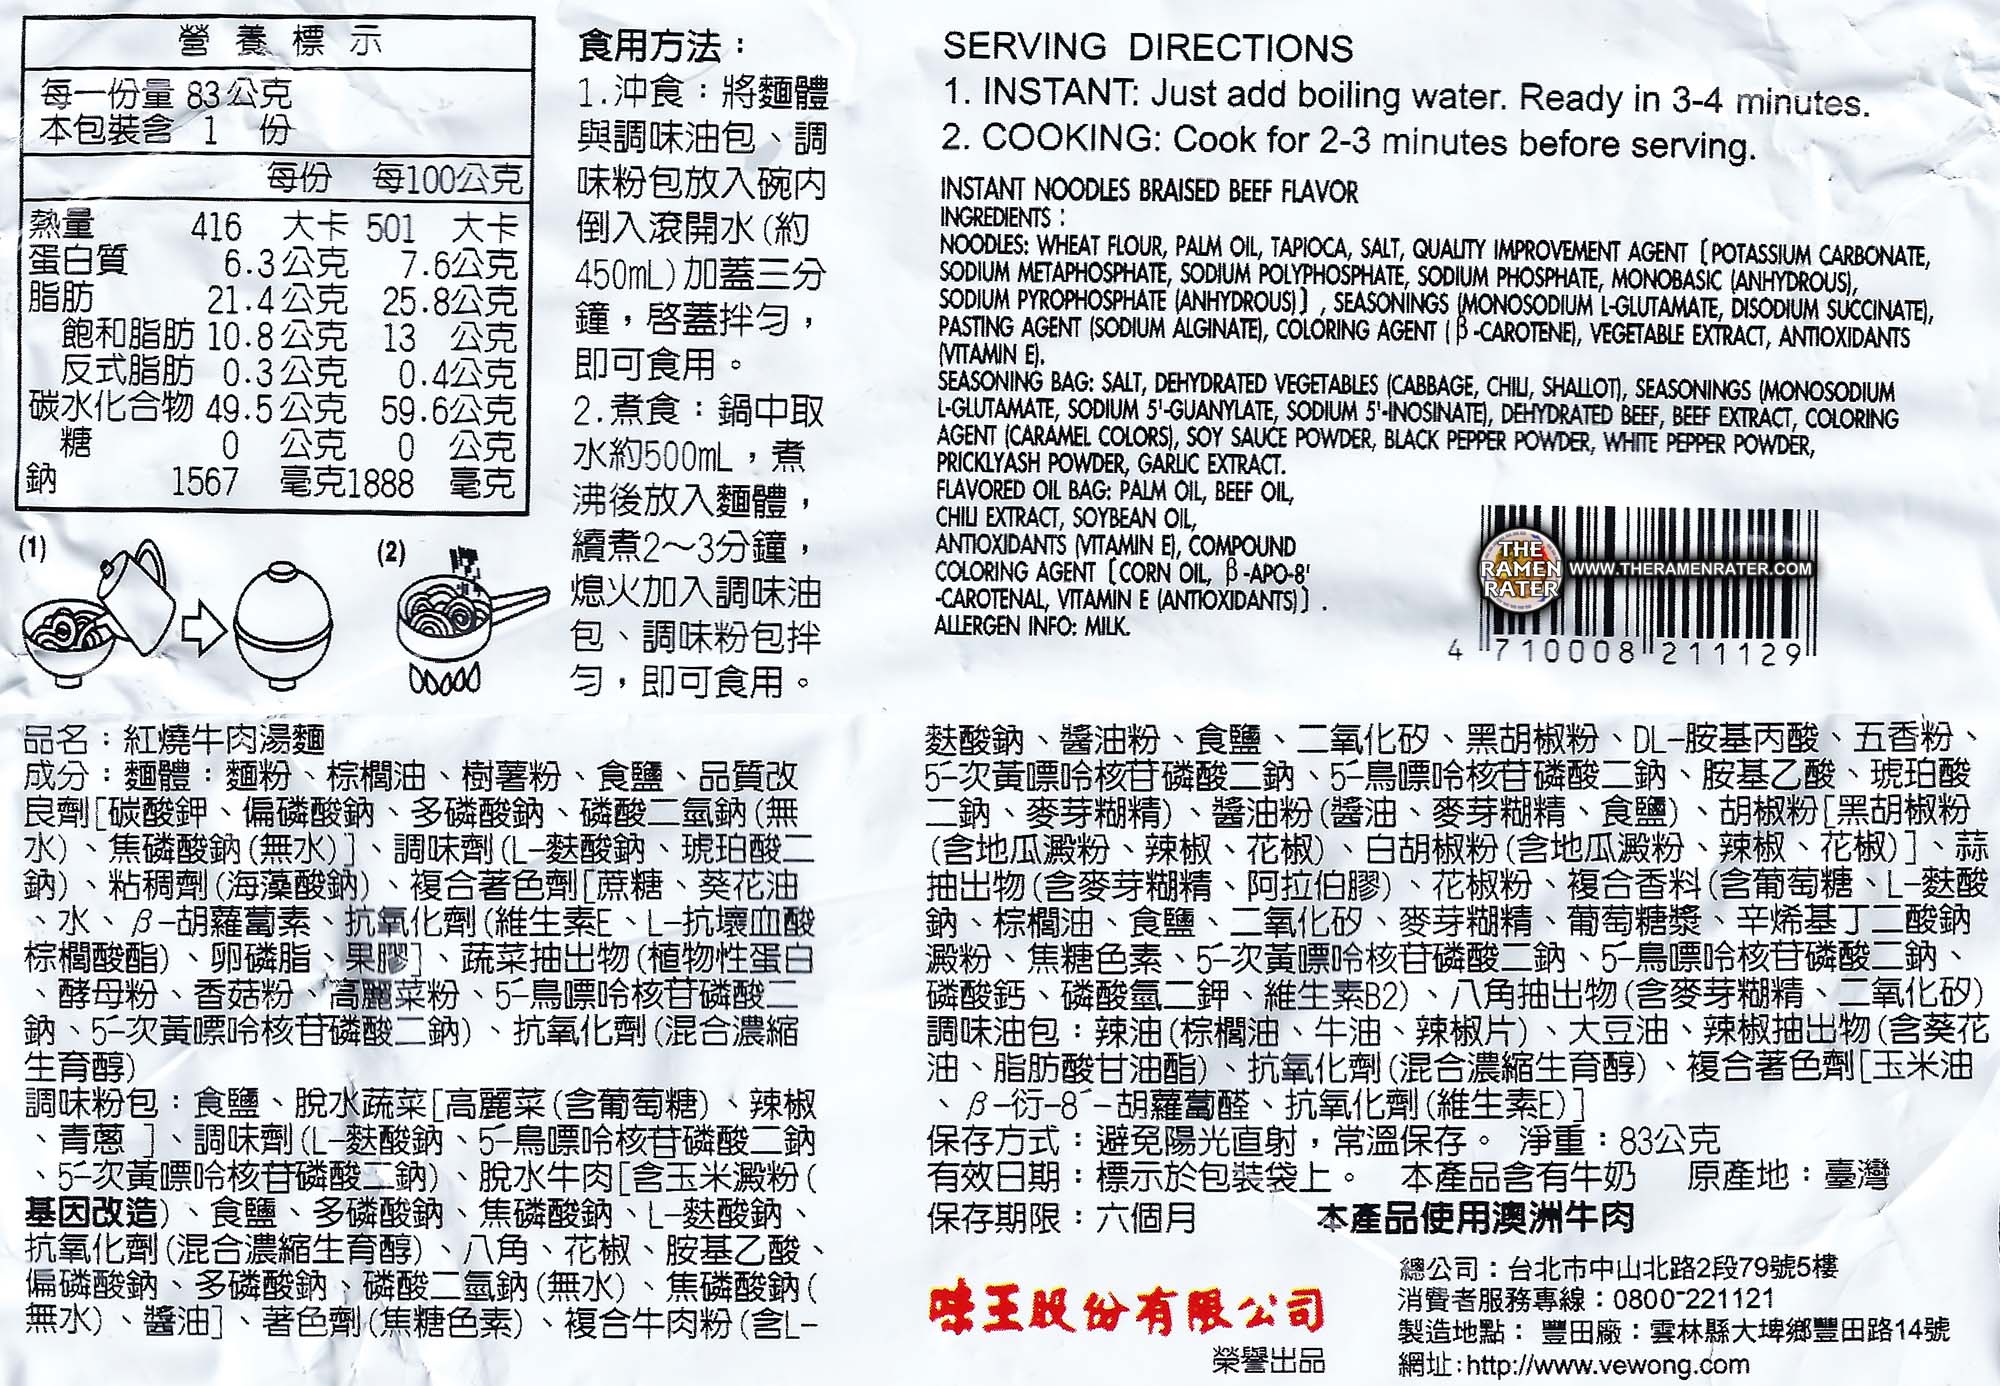 營養標示
每一份量 83公克
本包裝含 1 份
每份 每100公克
熱量 416 大卡 501 大卡
蛋白質 6.3公克 7.6公克
脂肪 21.4公克 25.8公克
飽和脂肪 10.8公克 13 公克
反式脂肪 0.3公克 0.4公克
碳水化合物 49.5公克 59.6公克
糖 0 公克 0 公克
鈉 1567 毫克 1888 毫克
(1)
(2)
食用方法：
1.沖食：將麵體
與調味油包、調
味粉包放入碗內
倒入滾開水(約
450mL)加蓋三分
鐘，啓蓋拌勻，
即可食用。
2.煮食：鍋中取
水約500mL，煮
沸後放入麵體，
續煮2～3分鐘，
熄火加入調味油
包、調味粉包拌
勻，即可食用。
SERVING DIRECTIONS
1. INSTANT: Just add boiling water. Ready in 3-4 minutes.
2. COOKING: Cook for 2-3 minutes before serving.
INSTANT NOODLES BRAISED BEEF FLAVOR
INGREDIENTS :
NOODLES: WHEAT FLOUR, PALM OIL, TAPIOCA, SALT, QUALITY IMPROVEMENT AGENT〔POTASSIUM CARBONATE,
SODIUM METAPHOSPHATE, SODIUM POLYPHOSPHATE, SODIUM PHOSPHATE, MONOBASIC (ANHYDROUS),
SODIUM PYROPHOSPHATE (ANHYDROUS)〕, SEASONINGS (MONOSODIUM L-GLUTAMATE, DISODIUM SUCCINATE),
PASTING AGENT (SODIUM ALGINATE), COLORING AGENT (β-CAROTENE), VEGETABLE EXTRACT, ANTIOXIDANTS
(VITAMIN E).
SEASONING BAG: SALT, DEHYDRATED VEGETABLES (CABBAGE, CHILI, SHALLOT), SEASONINGS (MONOSODIUM
L-GLUTAMATE, SODIUM 5'-GUANYLATE, SODIUM 5'-INOSINATE), DEHYDRATED BEEF, BEEF EXTRACT, COLORING
AGENT (CARAMEL COLORS), SOY SAUCE POWDER, BLACK PEPPER POWDER, WHITE PEPPER POWDER,
PRICKLYASH POWDER, GARLIC EXTRACT.
FLAVORED OIL BAG: PALM OIL, BEEF OIL,
CHILI EXTRACT, SOYBEAN OIL,
ANTIOXIDANTS (VITAMIN E), COMPOUND
COLORING AGENT〔CORN OIL, β-APO-8'
-CAROTENAL, VITAMIN E (ANTIOXIDANTS)〕.
ALLERGEN INFO: MILK.
THE RAMEN RATER WWW.THERAMENRATER.COM
4 710008 211129
品名：紅燒牛肉湯麵
成分：麵體：麵粉、棕櫚油、樹薯粉、食鹽、品質改
良劑[碳酸鉀、偏磷酸鈉、多磷酸鈉、磷酸二氫鈉(無
水)、焦磷酸鈉(無水)]、調味劑(L-麩酸鈉、琥珀酸二
鈉)、粘稠劑(海藻酸鈉)、複合著色劑[蔗糖、葵花油
、水、β-胡蘿蔔素、抗氧化劑(維生素E、L-抗壞血酸
棕櫚酸酯)、卵磷脂、果膠]、蔬菜抽出物(植物性蛋白
、酵母粉、香菇粉、高麗菜粉、5´-鳥嘌呤核苷磷酸二
鈉、5´-次黃嘌呤核苷磷酸二鈉)、抗氧化劑(混合濃縮
生育醇)
調味粉包：食鹽、脫水蔬菜[高麗菜(含葡萄糖)、辣椒
、青蔥 ]、調味劑(L-麩酸鈉、5´-鳥嘌呤核苷磷酸二鈉
、5´-次黃嘌呤核苷磷酸二鈉)、脫水牛肉[含玉米澱粉(
基因改造)、食鹽、多磷酸鈉、焦磷酸鈉、L-麩酸鈉、
抗氧化劑(混合濃縮生育醇)、八角、花椒、胺基乙酸、
偏磷酸鈉、多磷酸鈉、磷酸二氫鈉(無水)、焦磷酸鈉(
無水)、醬油]、著色劑(焦糖色素)、複合牛肉粉(含L-
麩酸鈉、醬油粉、食鹽、二氧化矽、黑胡椒粉、DL-胺基丙酸、五香粉、
5´-次黃嘌呤核苷磷酸二鈉、5´-鳥嘌呤核苷磷酸二鈉、胺基乙酸、琥珀酸
二鈉、麥芽糊精)、醬油粉(醬油、麥芽糊精、食鹽)、胡椒粉[黑胡椒粉
(含地瓜澱粉、辣椒、花椒)、白胡椒粉(含地瓜澱粉、辣椒、花椒)]、蒜
抽出物(含麥芽糊精、阿拉伯膠)、花椒粉、複合香料(含葡萄糖、L-麩酸
鈉、棕櫚油、食鹽、二氧化矽、麥芽糊精、葡萄糖漿、辛烯基丁二酸鈉
澱粉、焦糖色素、5´-次黃嘌呤核苷磷酸二鈉、5´-鳥嘌呤核苷磷酸二鈉、
磷酸鈣、磷酸氫二鉀、維生素B2)、八角抽出物(含麥芽糊精、二氧化矽)
調味油包：辣油(棕櫚油、牛油、辣椒片)、大豆油、辣椒抽出物(含葵花
油、脂肪酸甘油酯)、抗氧化劑(混合濃縮生育醇)、複合著色劑[玉米油
、β-衍-8´-胡蘿蔔醛、抗氧化劑(維生素E)]
保存方式：避免陽光直射，常溫保存。 淨重：83公克
有效日期：標示於包裝袋上。 本產品含有牛奶 原產地：臺灣
保存期限：六個月 本產品使用澳洲牛肉
味王股份有限公司
榮譽出品
總公司：台北市中山北路2段79號5樓
消費者服務專線：0800-221121
製造地點： 豐田廠：雲林縣大埤鄉豐田路14號
網址:http://www.vewong.com